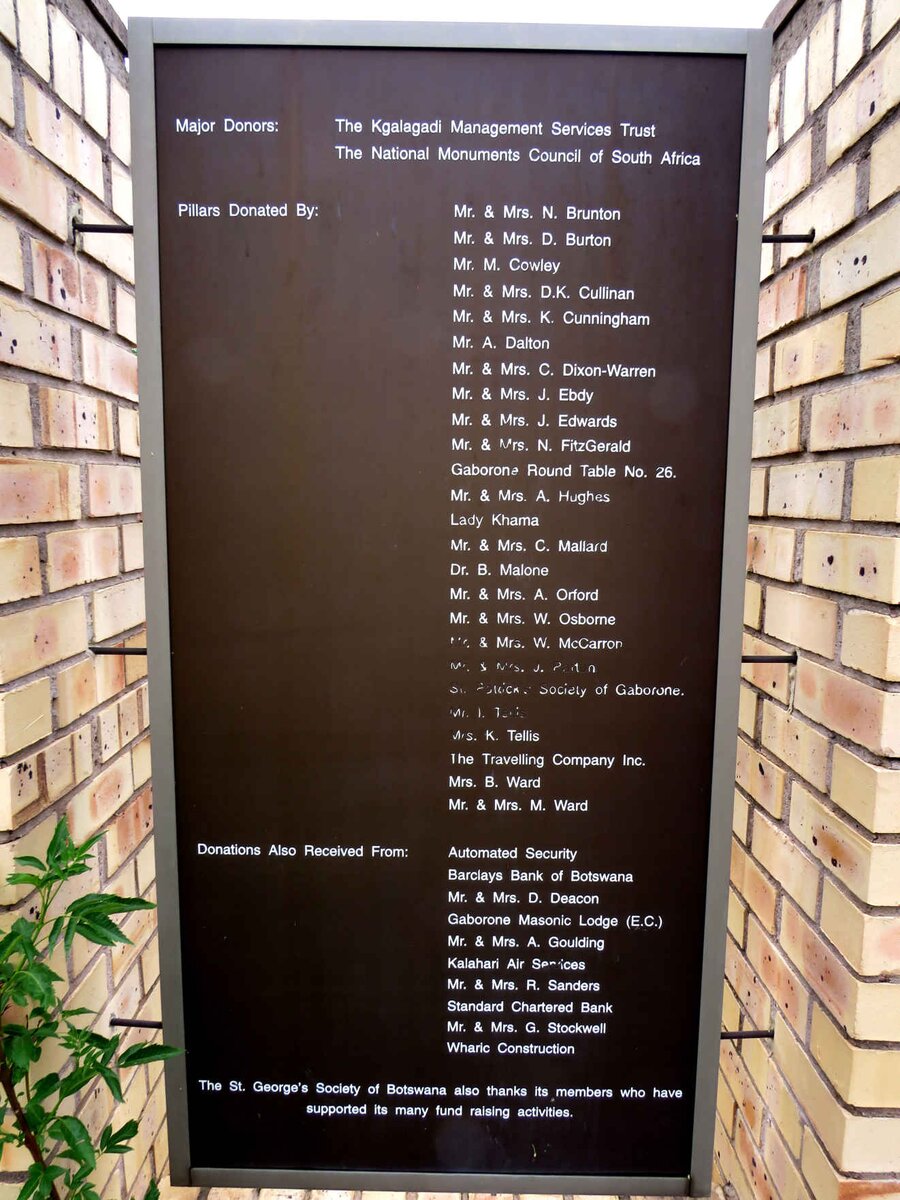 Major Donors: The Kgalagadi Management Services Trust
The National Monuments Council of South Africa
Pillars Donated By: Mr. & Mrs. N. Brunton
Mr. & Mrs. D. Burton
Mr. M. Cowley
Mr. & Mrs. D.K. Cullinan
Mr. & Mrs. K. Cunningham
Mr. A. Dalton
Mr. & Mrs. C. Dixon-Warren
Mr. & Mrs. J. Ebdy
Mr. & Mrs. J. Edwards
Mr. & Mrs. N. FitzGerald
Gaborone Round Table No. 26.
Mr. & Mrs. A. Hughes
Lady Khama
Mr. & Mrs. C. Mallard
Dr. B. Malone
Mr. & Mrs. A. Orford
Mr. & Mrs. W. Osborne
Mr. & Mrs. W. McCarron
Mr. & Mrs. J.
St. Patrick's Society of Gaborone.
Mr. I.
Mrs. K. Tellis
The Travelling Company Inc.
Mrs. B. Ward
Mr. & Mrs. M. Ward
Donations Also Received From: Automated Security
Barclays Bank of Botswana
Mr. & Mrs. D. Deacon
Gaborone Masonic Lodge (E.C.)
Mr. & Mrs. A. Goulding
Kalahari Air Services
Mr. & Mrs. R. Sanders
Standard Chartered Bank
Mr. & Mrs. G. Stockwell
Wharic Construction
The St. George's Society of Botswana also thanks its members who have
supported its many fund raising activities.